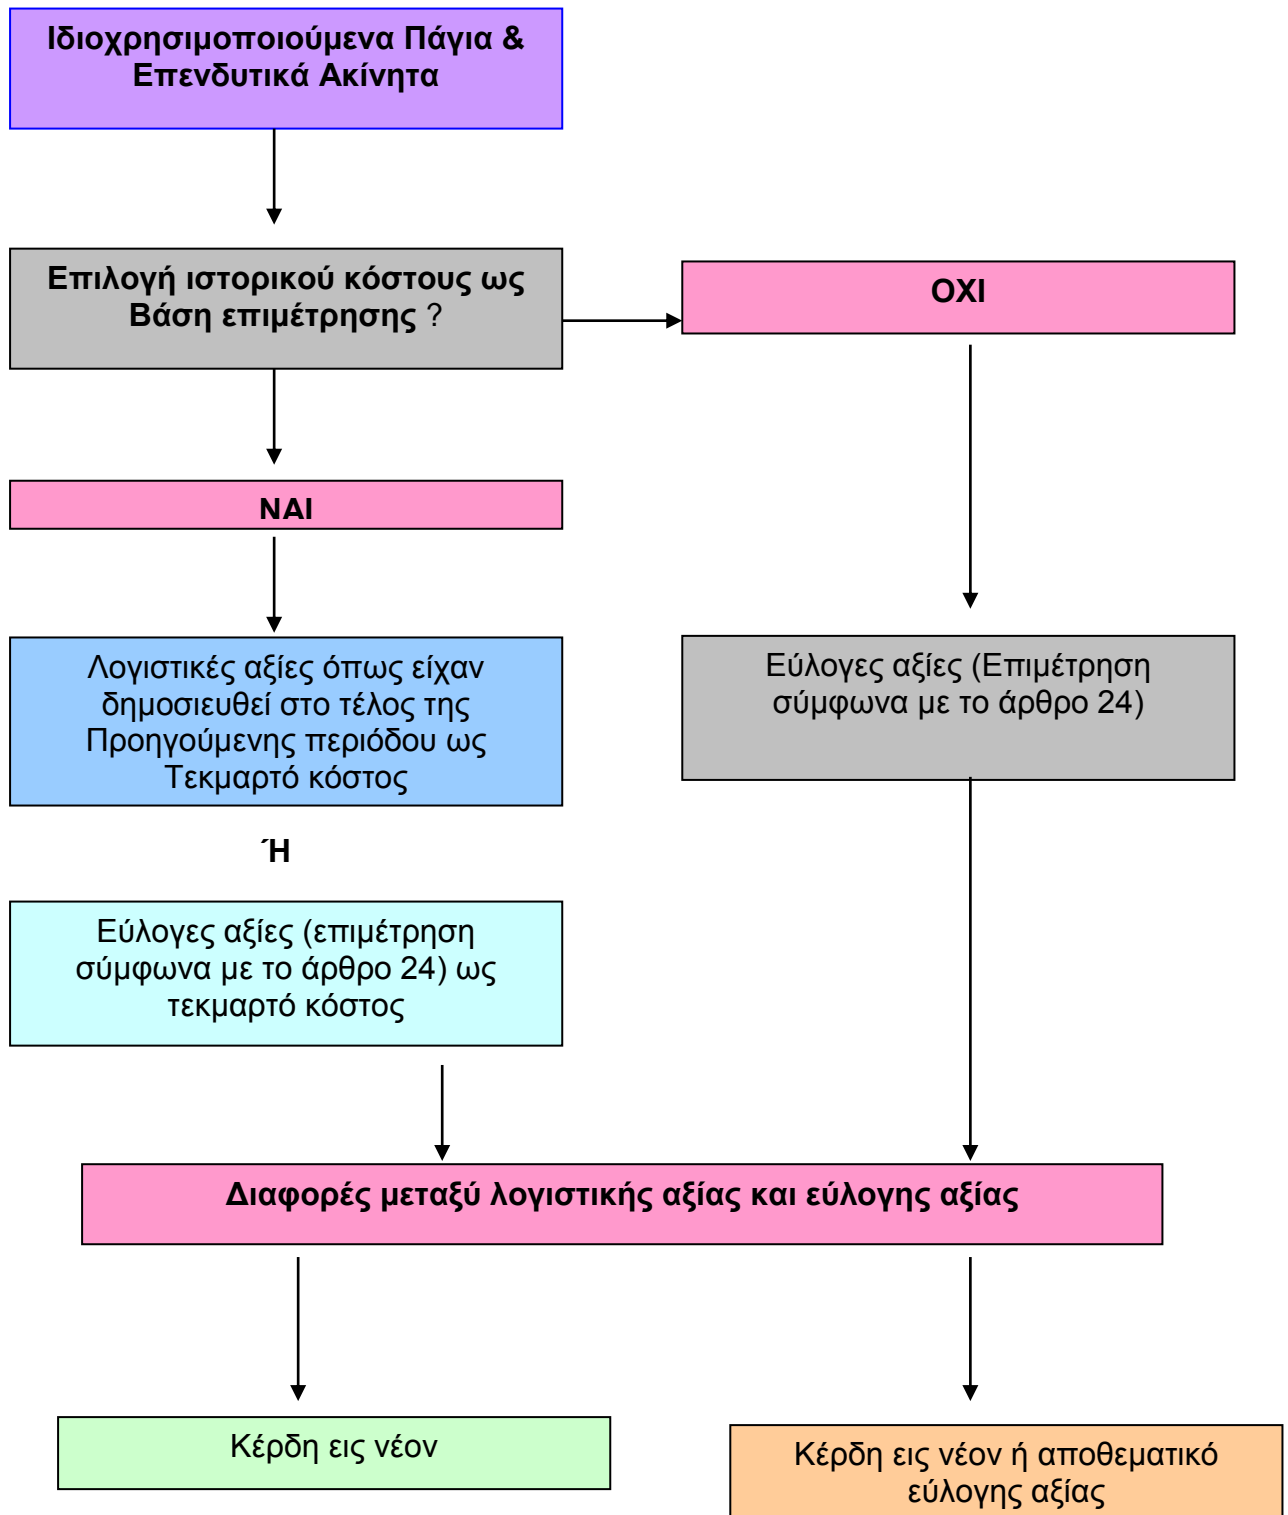 Ιδιοχρησιμοποιούμενα Πάγια &
Επενδυτικά Ακίνητα
Επιλογή ιστορικού κόστους ως
Βάση επιμέτρησης ?
ΟΧΙ
ΝΑΙ
Λογιστικές αξίες όπως είχαν
δημοσιευθεί στο τέλος της
Προηγούμενης περιόδου ως
Τεκμαρτό κόστος
Εύλογες αξίες (Επιμέτρηση
σύμφωνα με το άρθρο 24)
Ή
Εύλογες αξίες (επιμέτρηση
σύμφωνα με το άρθρο 24) ως
τεκμαρτό κόστος
Διαφορές μεταξύ λογιστικής αξίας και εύλογης αξίας
Κέρδη εις νέον
Κέρδη εις νέον ή αποθεματικό
εύλογης αξίας